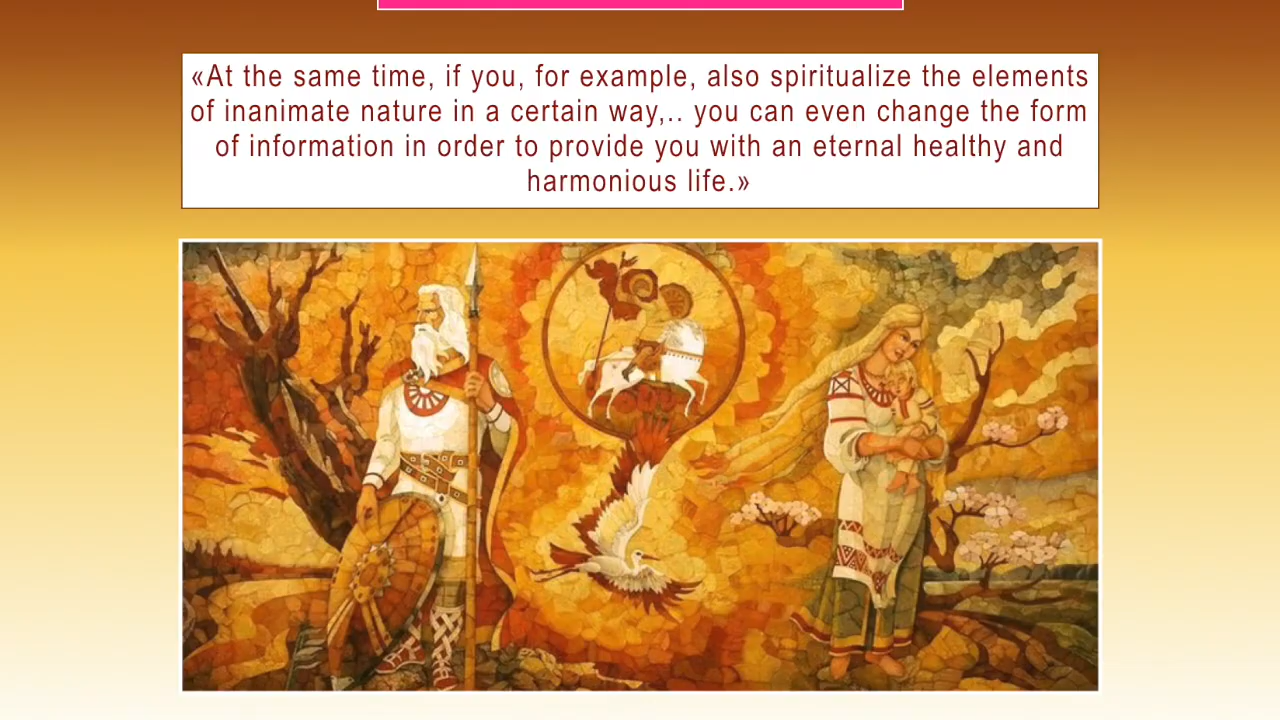 «At the same time, if you, for example, also spiritualize the elements
of inanimate nature in a certain way,.. you can even change the form
of information in order to provide you with an eternal healthy and
harmonious life.»